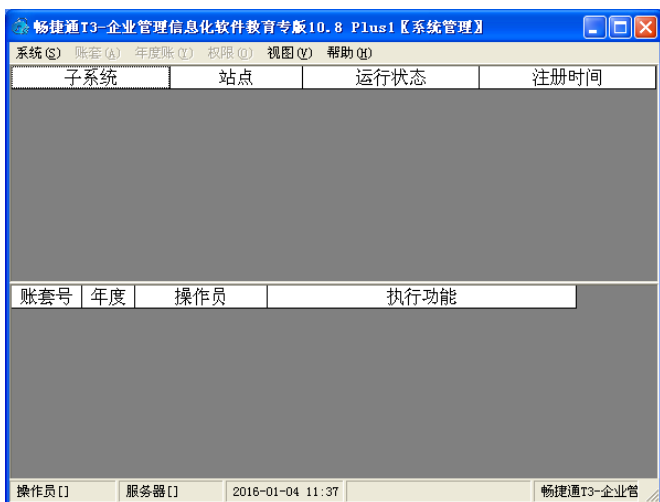 畅捷通T3-企业管理信息化软件教育专版10.8 Plus1〖系统管理〗
系统(S) 账套(A) 年度账(Y) 权限(O) 视图(V) 帮助(H)
子系统 站点 运行状态 注册时间
账套号 年度 操作员 执行功能
操作员[] 服务器[] 2016-01-04 11:37 畅捷通T3-企业管